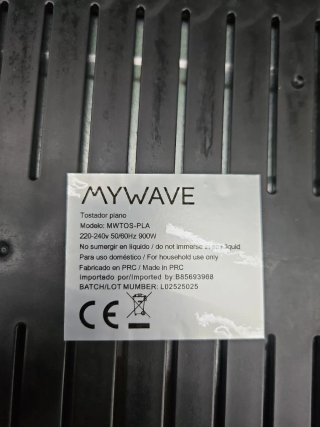 MYWAVE
Tostador plano
Modelo: MWTOS-PLA
220-240v 50/60Hz 900W
No sumergir en líquido / do not immerse in liquid
Para uso doméstico / For household use only
Fabricado en PRC / Made in PRC
Importado por/Imported by:B85693968
BATCH/LOT MUMBER: L02525025
CE